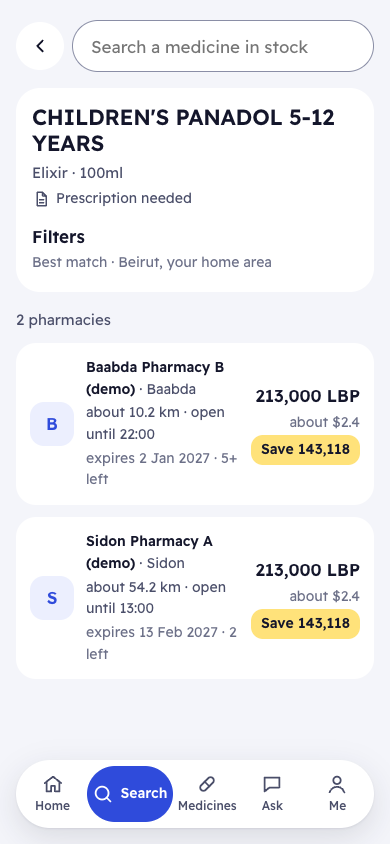 Search a medicine in stock
CHILDREN'S PANADOL 5-12
YEARS
Elixir · 100ml
Prescription needed
Filters
Best match · Beirut, your home area
2 pharmacies
B
Baabda Pharmacy B
(demo) · Baabda
about 10.2 km · open
until 22:00
expires 2 Jan 2027 · 5+
left
213,000 LBP
about $2.4
Save 143,118
S
Sidon Pharmacy A
(demo) · Sidon
about 54.2 km · open
until 13:00
expires 13 Feb 2027 · 2
left
213,000 LBP
about $2.4
Save 143,118
Home
Search
Medicines
Ask
Me